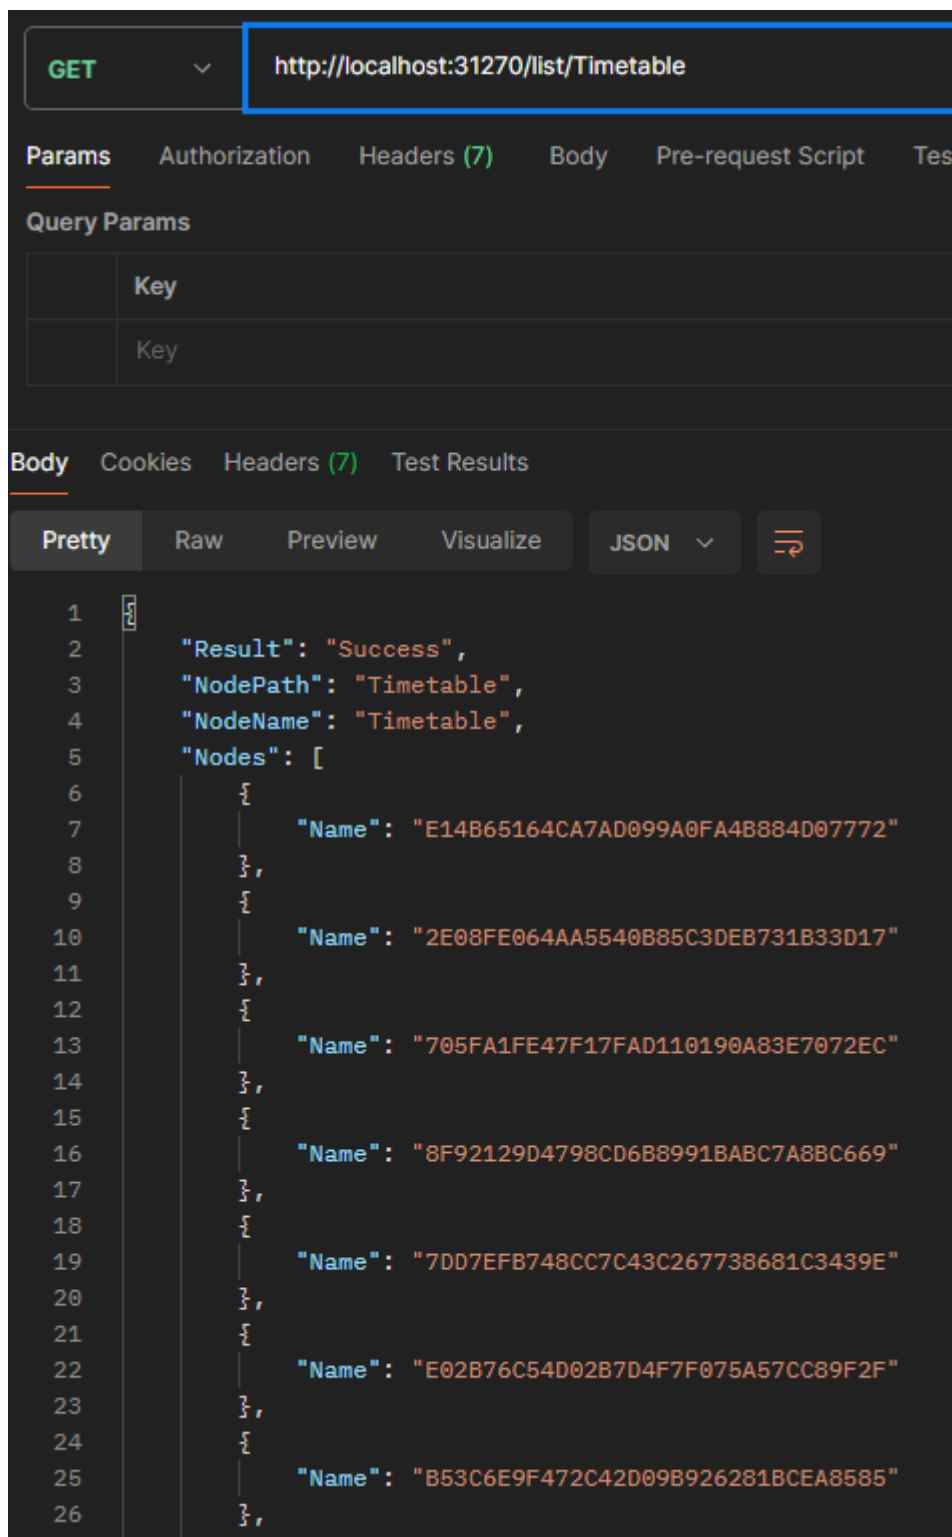 GET http://localhost:31270/list/Timetable
Params Authorization Headers (7) Body Pre-request Script Tes
Query Params
Key
Key
Body Cookies Headers (7) Test Results
Pretty Raw Preview Visualize JSON
1 {
2 "Result": "Success",
3 "NodePath": "Timetable",
4 "NodeName": "Timetable",
5 "Nodes": [
6 {
7 "Name": "E14B65164CA7AD099A0FA4B884D07772"
8 },
9 {
10 "Name": "2E08FE064AA5540B85C3DEB731B33D17"
11 },
12 {
13 "Name": "705FA1FE47F17FAD110190A83E7072EC"
14 },
15 {
16 "Name": "8F92129D4798CD6B8991BABC7A8BC669"
17 },
18 {
19 "Name": "7DD7EFB748CC7C43C267738681C3439E"
20 },
21 {
22 "Name": "E02B76C54D02B7D4F7F075A57CC89F2F"
23 },
24 {
25 "Name": "B53C6E9F472C42D09B926281BCEA8585"
26 },